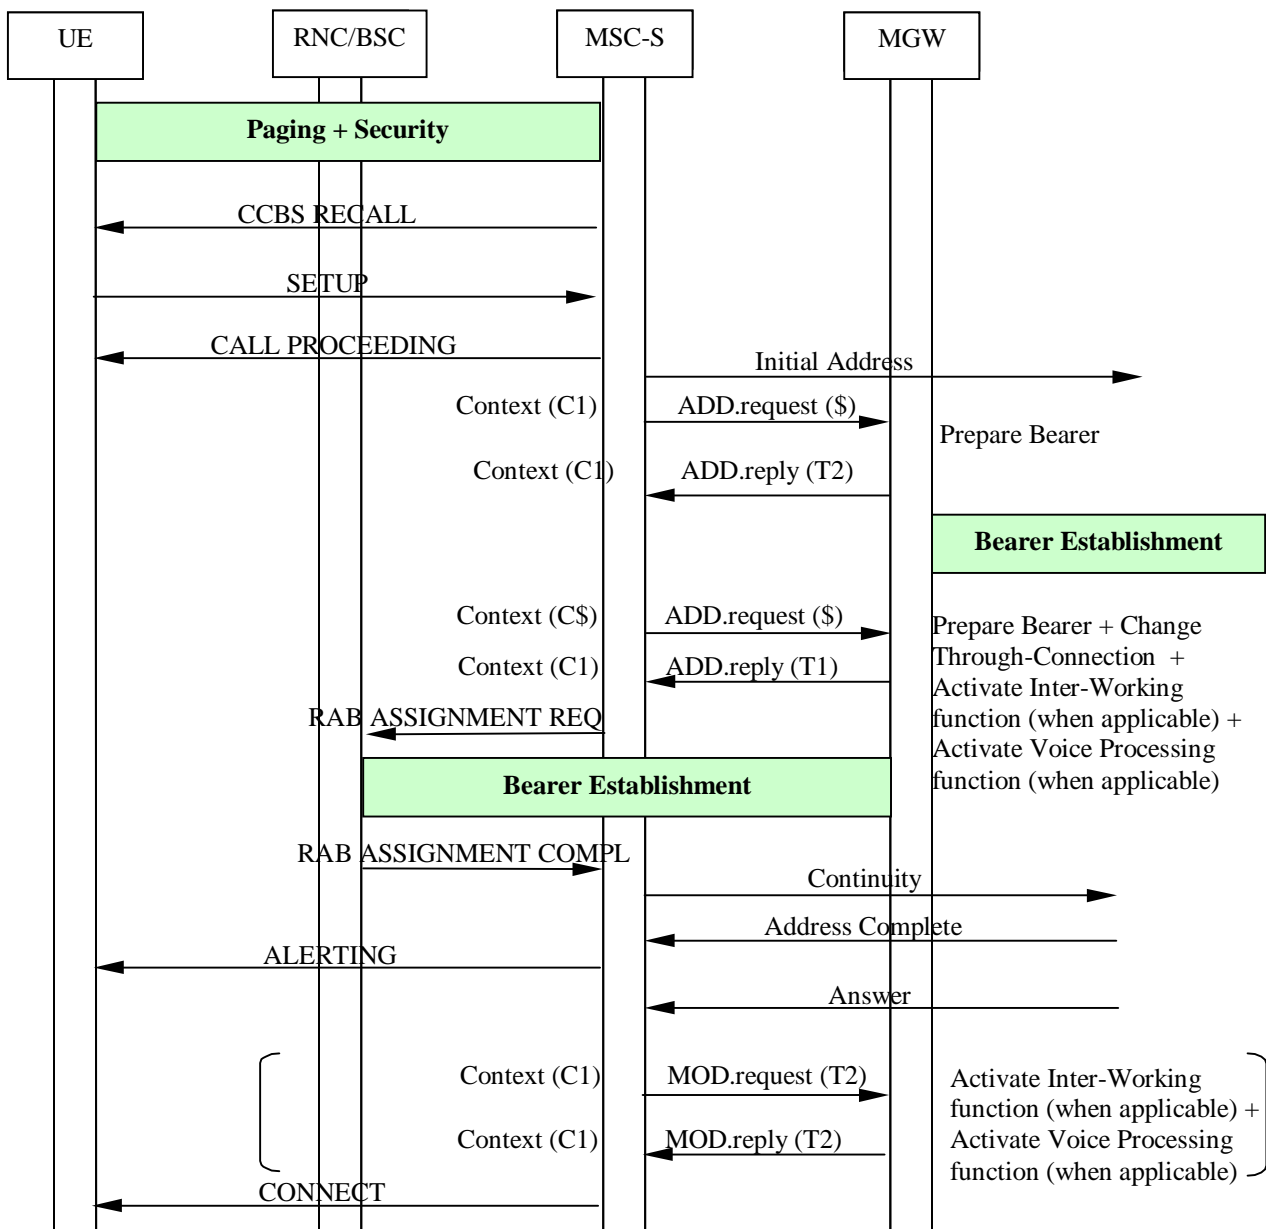 UE
RNC/BSC
MSC-S
MGW
Paging + Security
CCBS RECALL
SETUP
CALL PROCEEDING
Initial Address
Context (C1)
ADD.request ($)
Prepare Bearer
Context (C1)
ADD.reply (T2)
Bearer Establishment
Context (C$)
ADD.request ($)
Prepare Bearer + Change
Through-Connection +
Activate Inter-Working
function (when applicable) +
Activate Voice Processing
function (when applicable)
Context (C1)
ADD.reply (T1)
RAB ASSIGNMENT REQ
Bearer Establishment
RAB ASSIGNMENT COMPL
Continuity
Address Complete
ALERTING
Answer
Context (C1)
MOD.request (T2)
Activate Inter-Working
function (when applicable) +
Activate Voice Processing
function (when applicable)
Context (C1)
MOD.reply (T2)
CONNECT